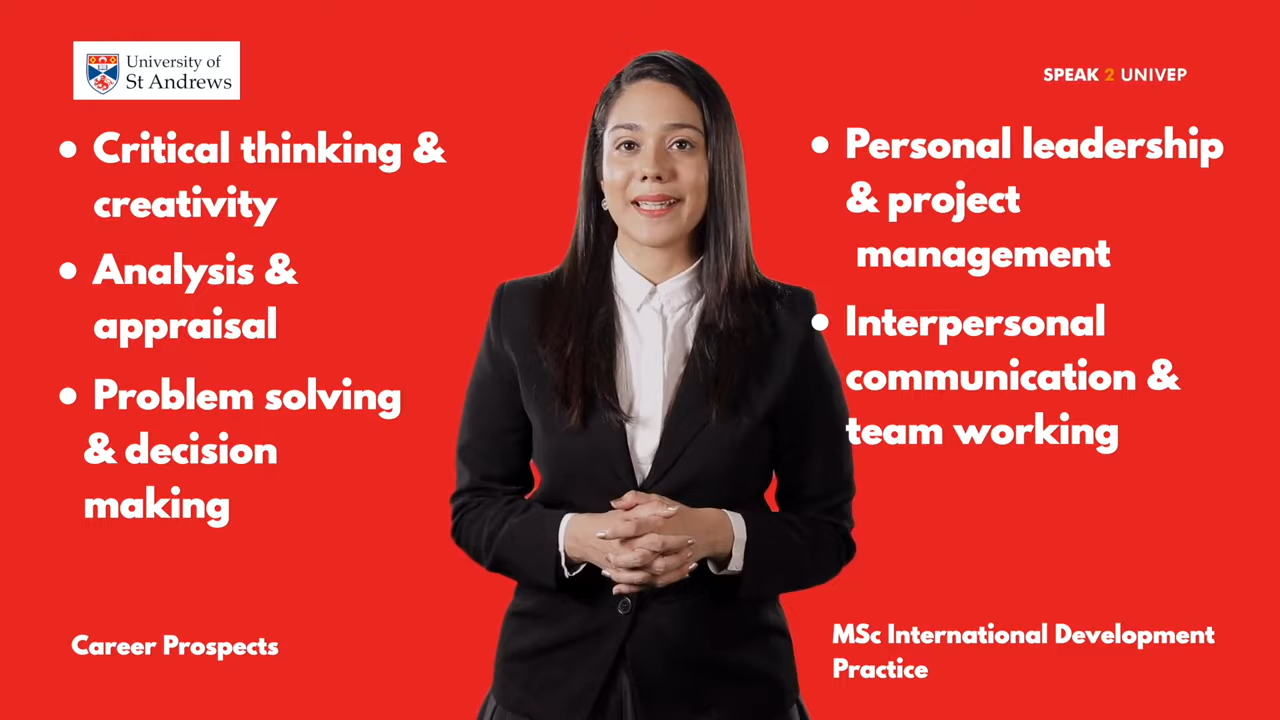 University of
St Andrews
SPEAK 2 UNIVEP
• Critical thinking &
creativity
• Analysis &
appraisal
• Problem solving
& decision
making
• Personal leadership
& project
management
• Interpersonal
communication &
team working
Career Prospects
MSc International Development
Practice